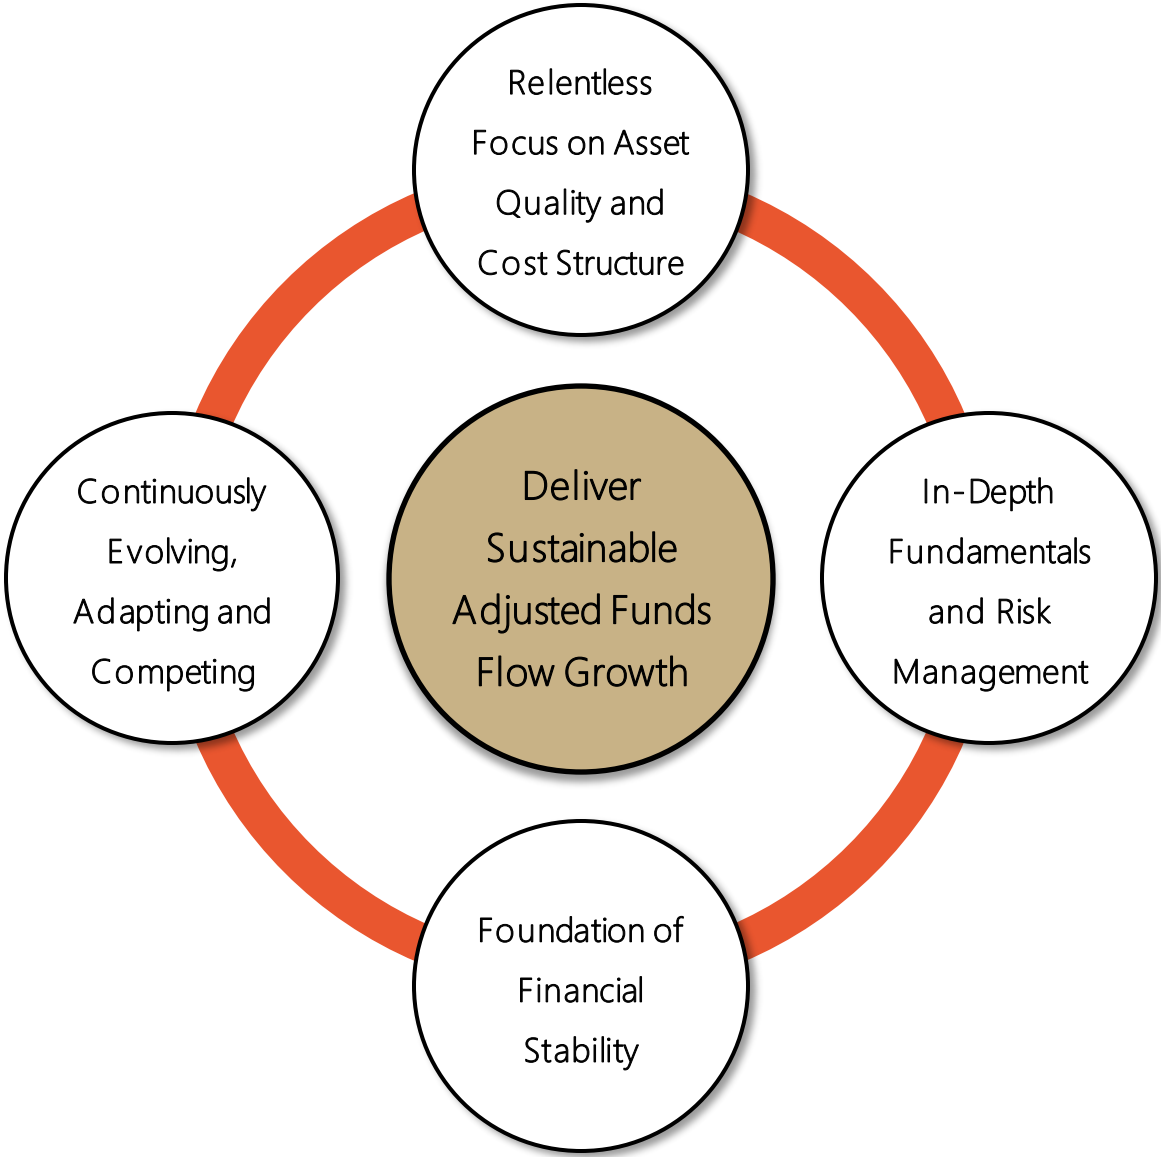 Relentless
Focus on Asset
Quality and
Cost Structure
Continuously
Evolving,
Adapting and
Competing
Deliver
Sustainable
Adjusted Funds
Flow Growth
In-Depth
Fundamentals
and Risk
Management
Foundation of
Financial
Stability